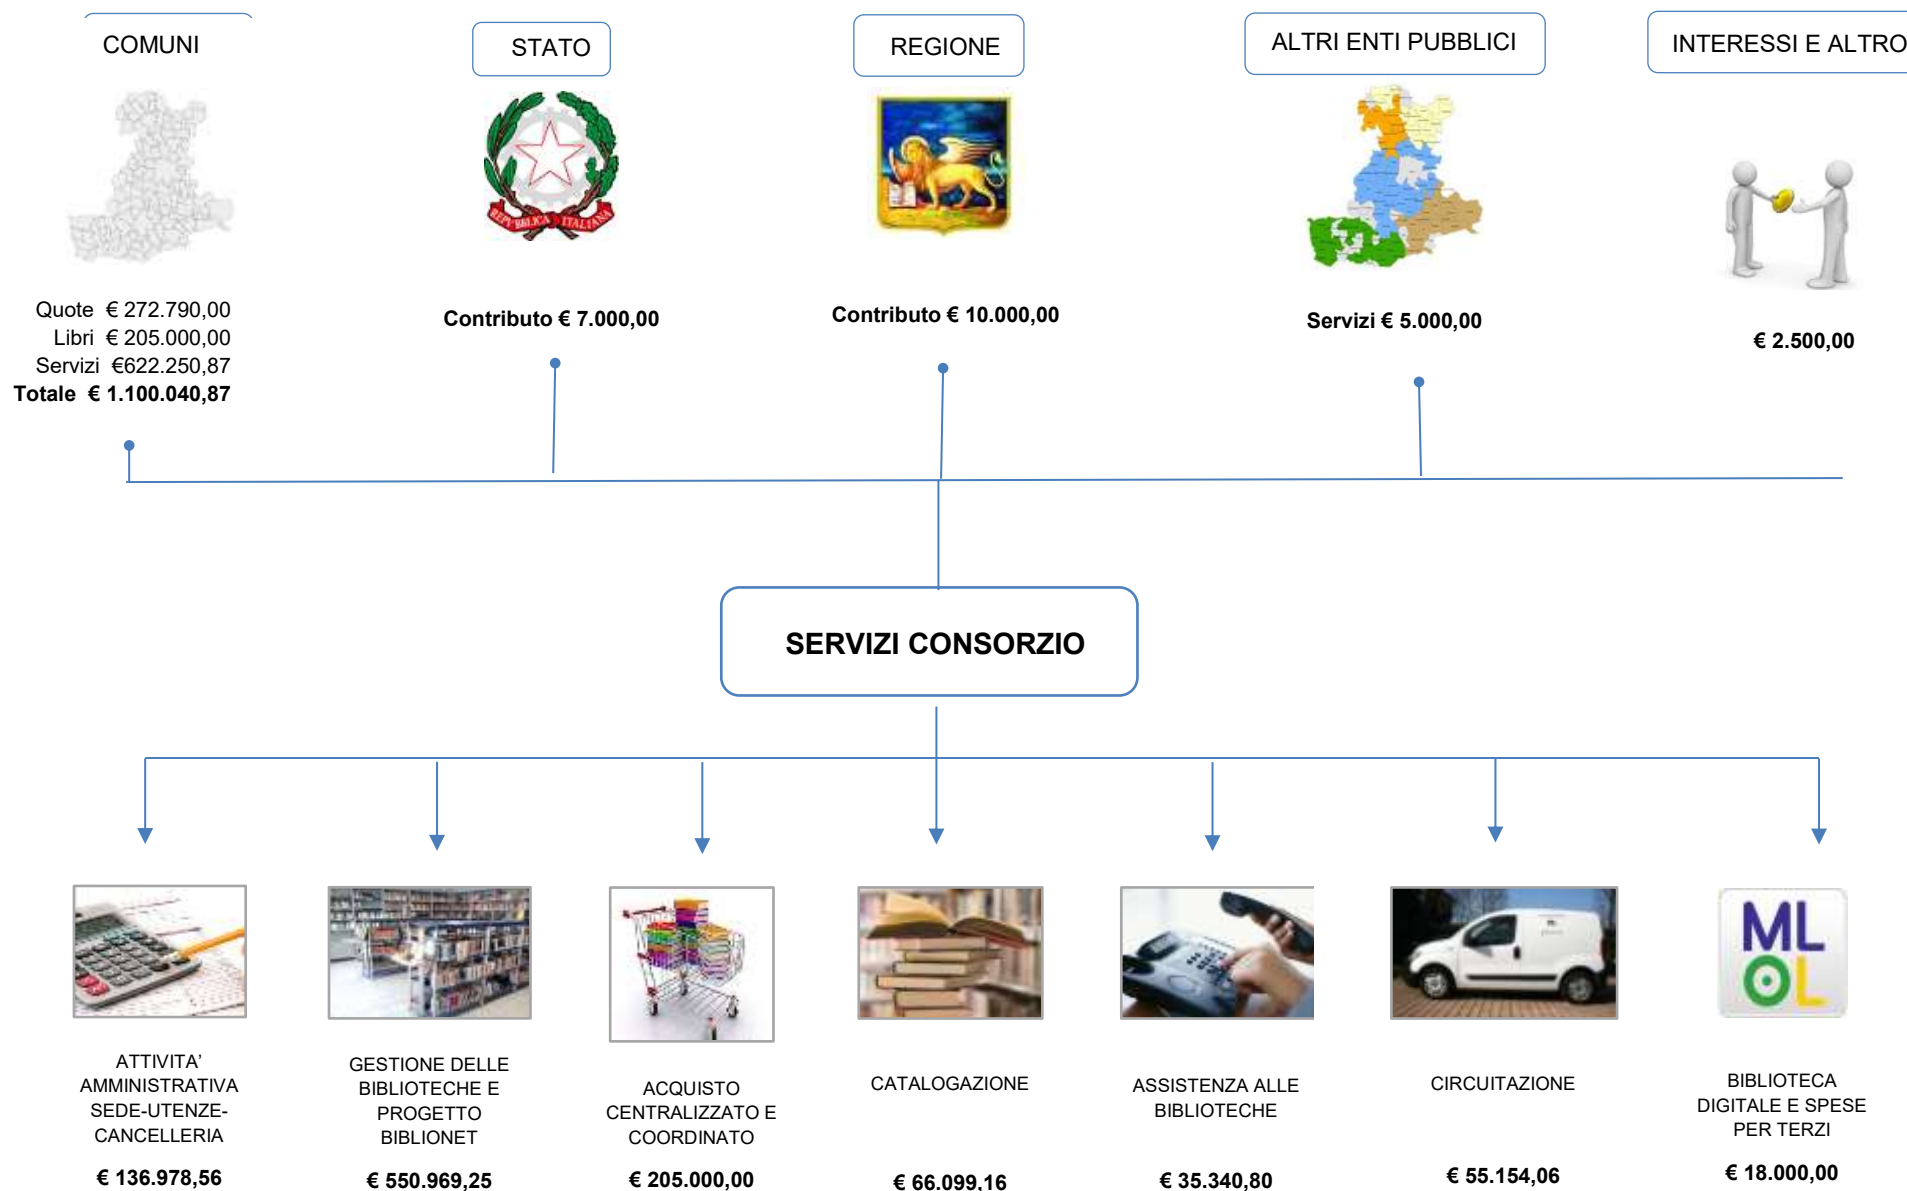 COMUNI
STATO
REGIONE
ALTRI ENTI PUBBLICI
INTERESSI E ALTRO
REPVBBLICA ITALIANA
Quote € 272.790,00
Libri € 205.000,00
Servizi €622.250,87
Totale € 1.100.040,87
Contributo € 7.000,00
Contributo € 10.000,00
Servizi € 5.000,00
€ 2.500,00
SERVIZI CONSORZIO
ML
OL
ATTIVITA’
AMMINISTRATIVA
SEDE-UTENZE-
CANCELLERIA
€ 136.978,56
GESTIONE DELLE
BIBLIOTECHE E
PROGETTO
BIBLIONET
€ 550.969,25
ACQUISTO
CENTRALIZZATO E
COORDINATO
€ 205.000,00
CATALOGAZIONE
€ 66.099,16
ASSISTENZA ALLE
BIBLIOTECHE
€ 35.340,80
CIRCUITAZIONE
€ 55.154,06
BIBLIOTECA
DIGITALE E SPESE
PER TERZI
€ 18.000,00